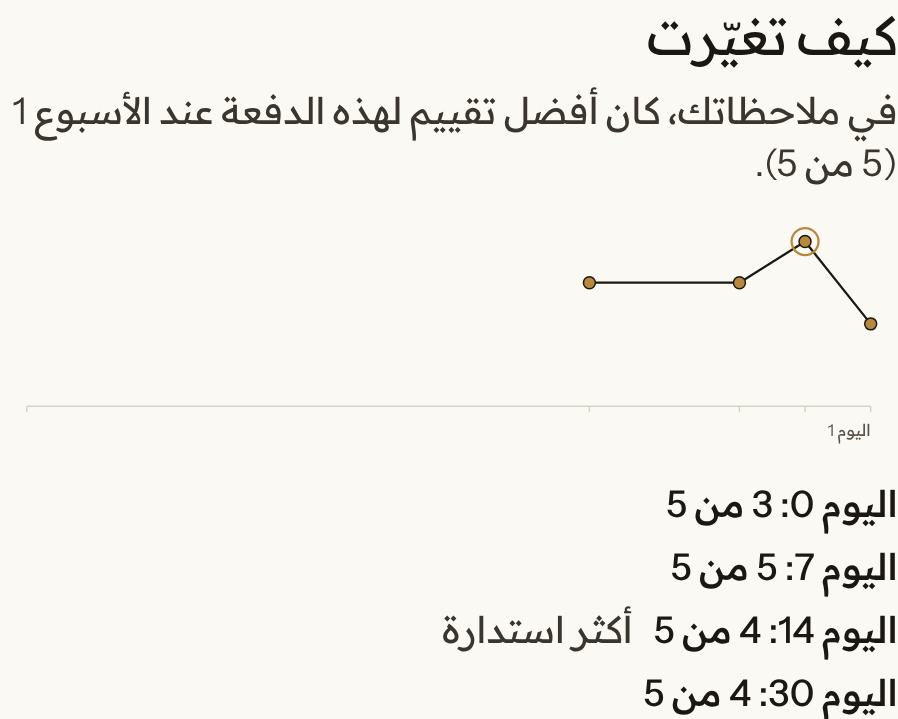 كيف تغيّرت
في ملاحظاتك، كان أفضل تقييم لهذه الدفعة عند الأسبوع 1
(5 من 5).
اليوم 1
اليوم 0: 3 من 5
اليوم 7: 5 من 5
اليوم 14: 4 من 5 أكثر استدارة
اليوم 30: 4 من 5